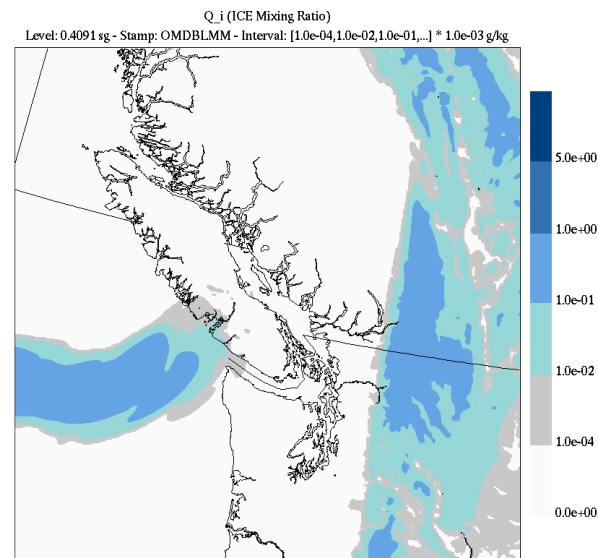 Q_i (ICE Mixing Ratio)
Level: 0.4091 sg - Stamp: OMDBLMM - Interval: [1.0e-04,1.0e-02,1.0e-01,...] * 1.0e-03 g/kg
5.0e+00
1.0e+00
1.0e-01
1.0e-02
1.0e-04
0.0e+00